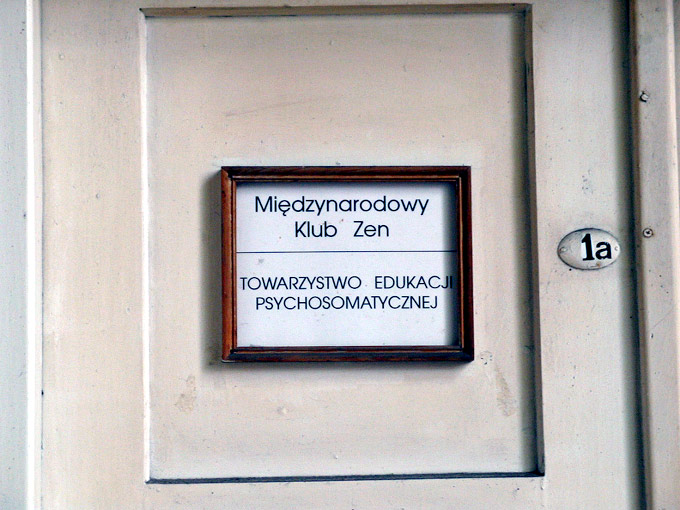 Międzynarodowy
Klub Zen
TOWARZYSTWO EDUKACJI
PSYCHOSOMATYCZNEJ
1a